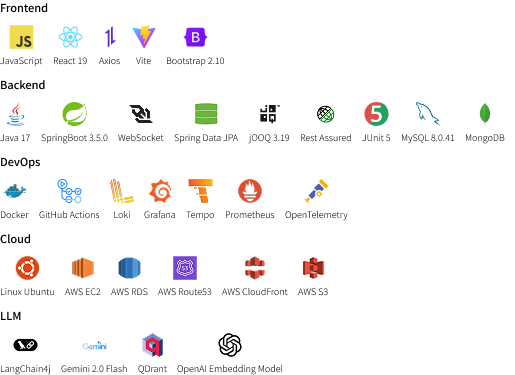 Frontend
JS
B
JavaScript React 19 Axios Vite Bootstrap 2.10
Backend
5
Java 17 SpringBoot 3.5.0 WebSocket Spring Data JPA jOOQ 3.19 Rest Assured JUnit 5 MySQL 8.0.41 MongoDB
DevOps
Docker GitHub Actions Loki Grafana Tempo Prometheus OpenTelemetry
Cloud
53
Linux Ubuntu AWS EC2 AWS RDS AWS Route53 AWS CloudFront AWS S3
LLM
Gemini
LangChain4j Gemini 2.0 Flash QDrant OpenAI Embedding Model